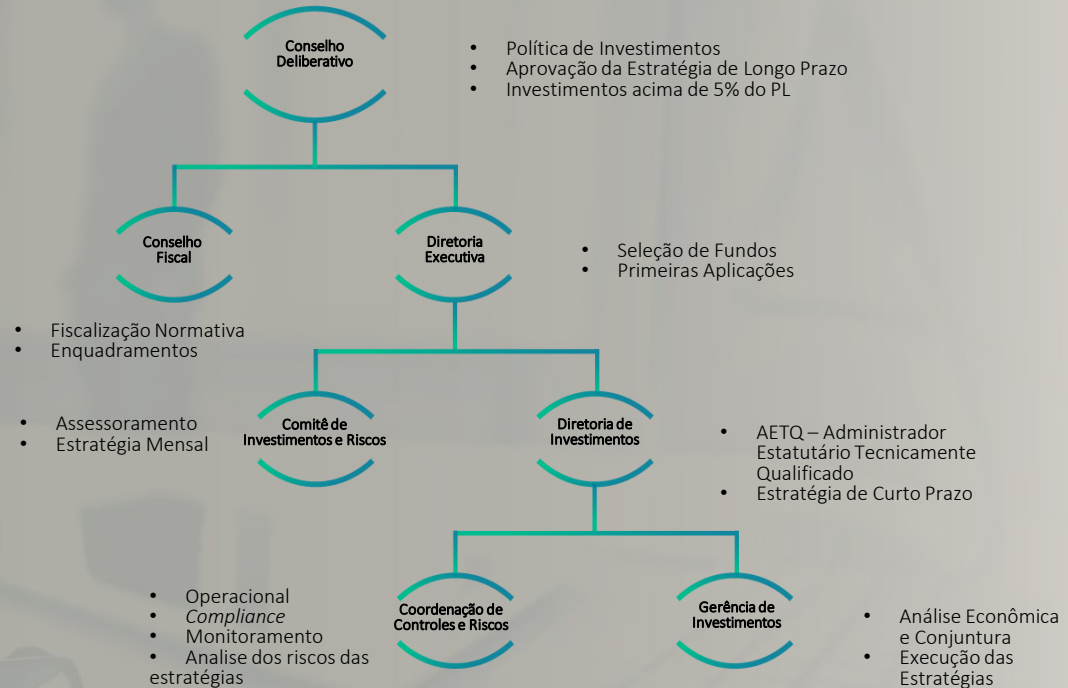 Conselho
Deliberativo
• Política de Investimentos
• Aprovação da Estratégia de Longo Prazo
• Investimentos acima de 5% do PL
Conselho
Fiscal
Diretoria
Executiva
• Seleção de Fundos
• Primeiras Aplicações
• Fiscalização Normativa
• Enquadramentos
• Assessoramento
• Estratégia Mensal
Comitê de
Investimentos e Riscos
Diretoria de
Investimentos
• AETQ – Administrador
Estatutário Tecnicamente
Qualificado
• Estratégia de Curto Prazo
• Operacional
• Compliance
• Monitoramento
• Analise dos riscos das
estratégias
Coordenação de
Controles e Riscos
Gerência de
Investimentos
• Análise Econômica
e Conjuntura
• Execução das
Estratégias